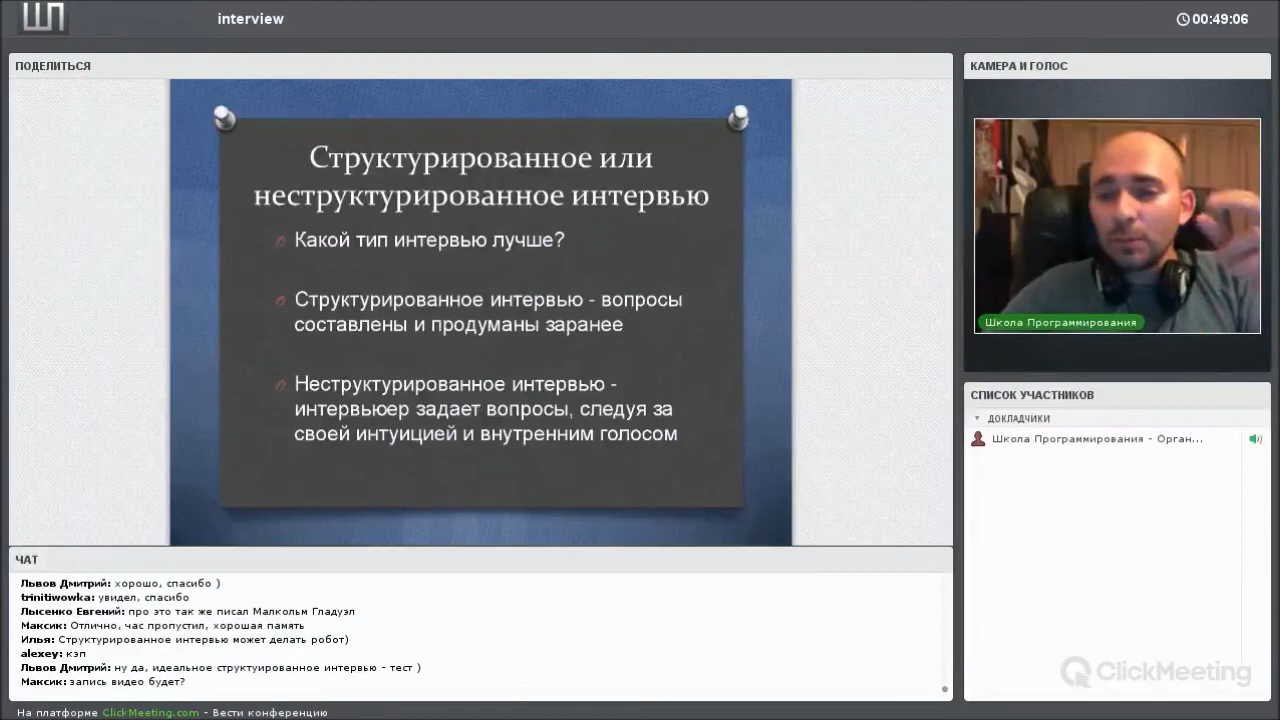 ШП
interview
00:49:06
ПОДЕЛИТЬСЯ
Структурированное или
неструктурированное интервью
Какой тип интервью лучше?
Структурированное интервью - вопросы
составлены и продуманы заранее
Неструктурированное интервью -
интервьюер задает вопросы, следуя за
своей интуицией и внутренним голосом
КАМЕРА И ГОЛОС
Школа Программирования
СПИСОК УЧАСТНИКОВ
ДОКЛАДЧИКИ
Школа Программирования - Орган...
ЧАТ
Львов Дмитрий: хорошо, спасибо )
trinitiwowka: увидел, спасибо
Лысенко Евгений: про это так же писал Малкольм Гладуэл
Максик: Отлично, час пропустил, хорошая память
Илья: Структурированное интервью может делать робот)
alexey: кэп
Львов Дмитрий: ну да, идеальное структуированное интервью - тест )
Максик: запись видео будет?
ClickMeeting
На платформе ClickMeeting.com - Вести конференцию